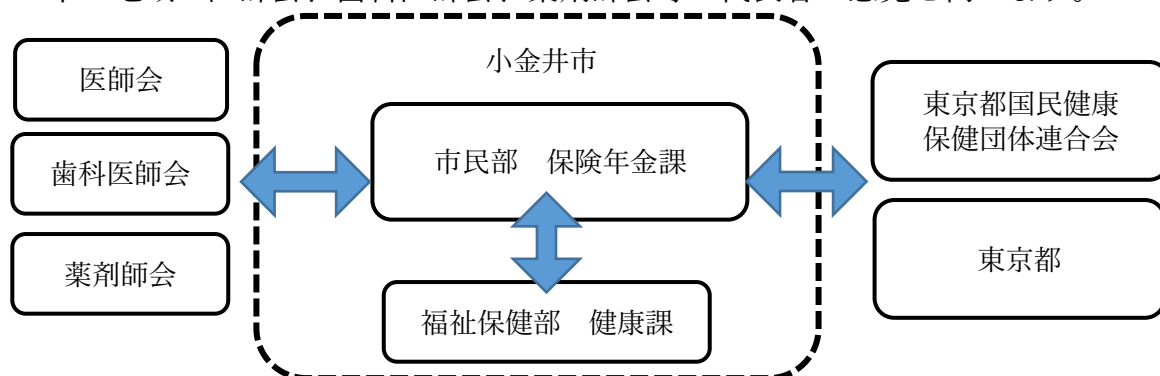 小金井市
医師会
歯科医師会
薬剤師会
市民部　保険年金課
福祉保健部　健康課
東京都国民健康
保健団体連合会
東京都